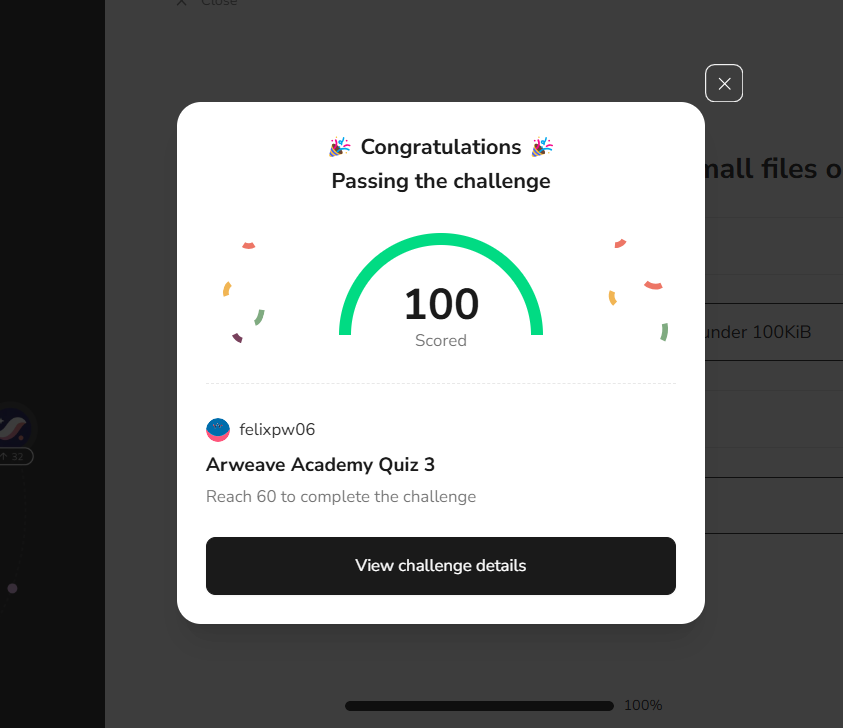 Close
🎉 Congratulations 🎉
Passing the challenge
mall files o
100
Scored
under 100KiB
felixpw06
↑ 32
Arweave Academy Quiz 3
Reach 60 to complete the challenge
View challenge details
100%